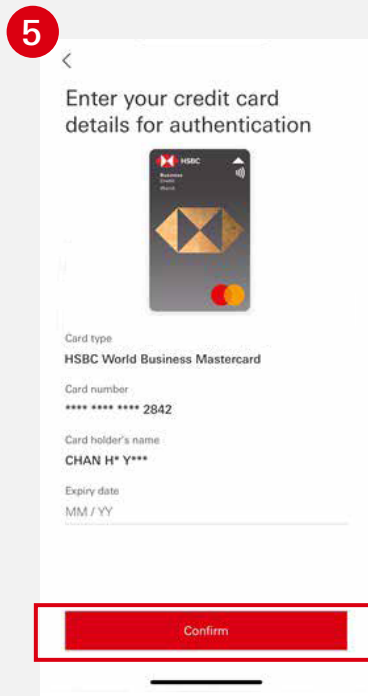 5
Enter your credit card
details for authentication
HSBC
Business
Credit
World
Card type
HSBC World Business Mastercard
Card number
**** **** **** 2842
Card holder's name
CHAN H* Y***
Expiry date
MM / YY
Confirm